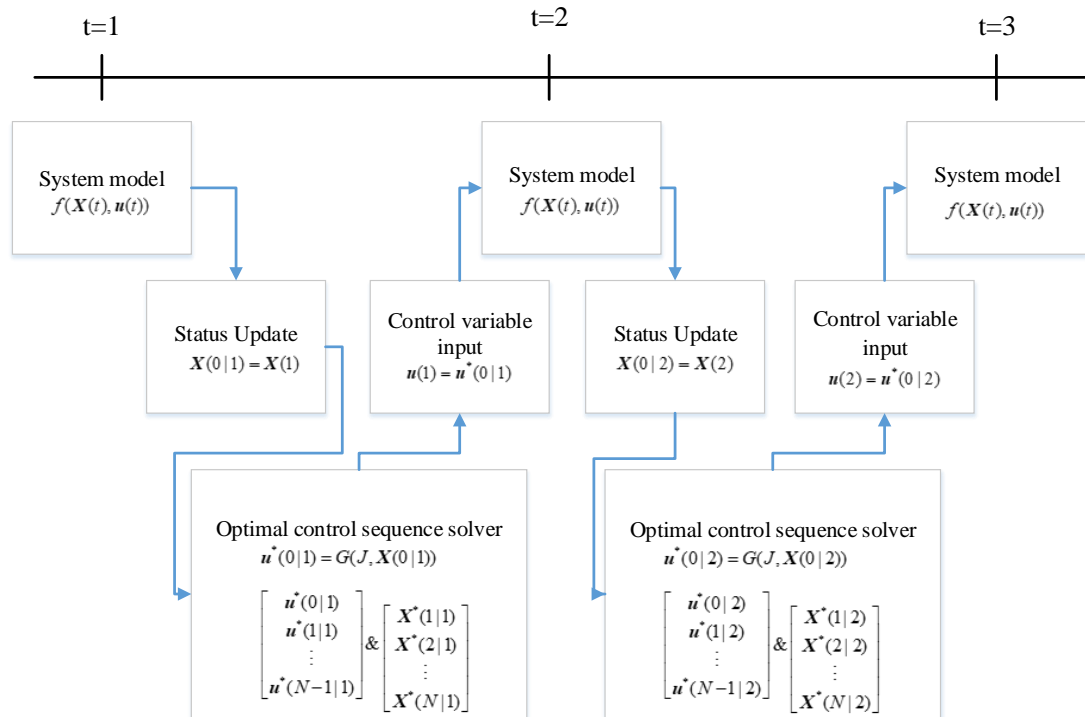 t=1
t=2
t=3
System model
f(X(t), u(t))
System model
f(X(t), u(t))
System model
f(X(t), u(t))
Status Update
X(0 | 1) = X(1)
Control variable
input
u(1) = u*(0 | 1)
Status Update
X(0 | 2) = X(2)
Control variable
input
u(2) = u*(0 | 2)
Optimal control sequence solver
u*(0 | 1) = G(J, X(0 | 1))
u*(0 | 1)
u*(1 | 1)
⋮
u*(N−1 | 1)
&
X*(1 | 1)
X*(2 | 1)
⋮
X*(N | 1)
Optimal control sequence solver
u*(0 | 2) = G(J, X(0 | 2))
u*(0 | 2)
u*(1 | 2)
⋮
u*(N−1 | 2)
&
X*(1 | 2)
X*(2 | 2)
⋮
X*(N | 2)